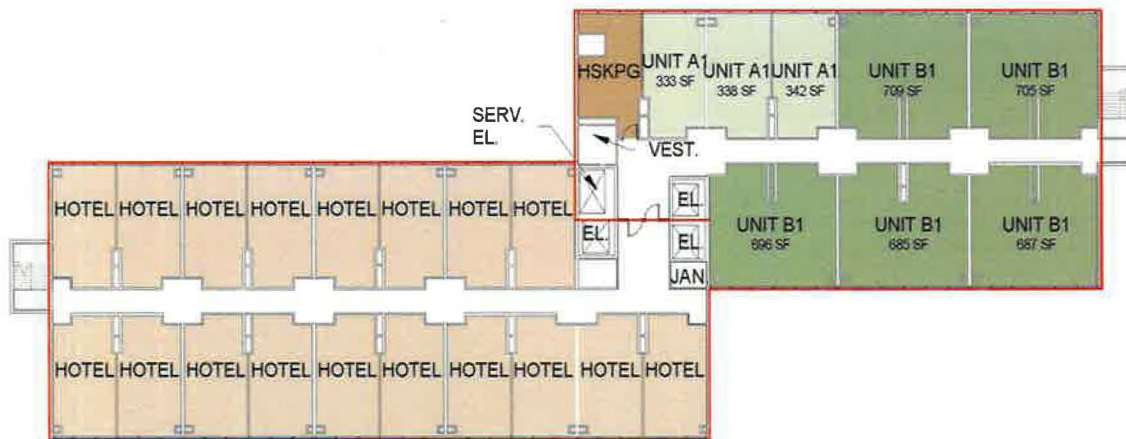 HSKPG
UNIT A1
333 SF
UNIT A1
338 SF
UNIT A1
342 SF
UNIT B1
709 SF
UNIT B1
705 SF
SERV.
EL.
VEST.
HOTEL HOTEL HOTEL HOTEL HOTEL HOTEL HOTEL HOTEL
EL.
EL.
EL
JAN.
UNIT B1
696 SF
UNIT B1
685 SF
UNIT B1
687 SF
HOTEL HOTEL HOTEL HOTEL HOTEL HOTEL HOTEL HOTEL HOTEL HOTEL